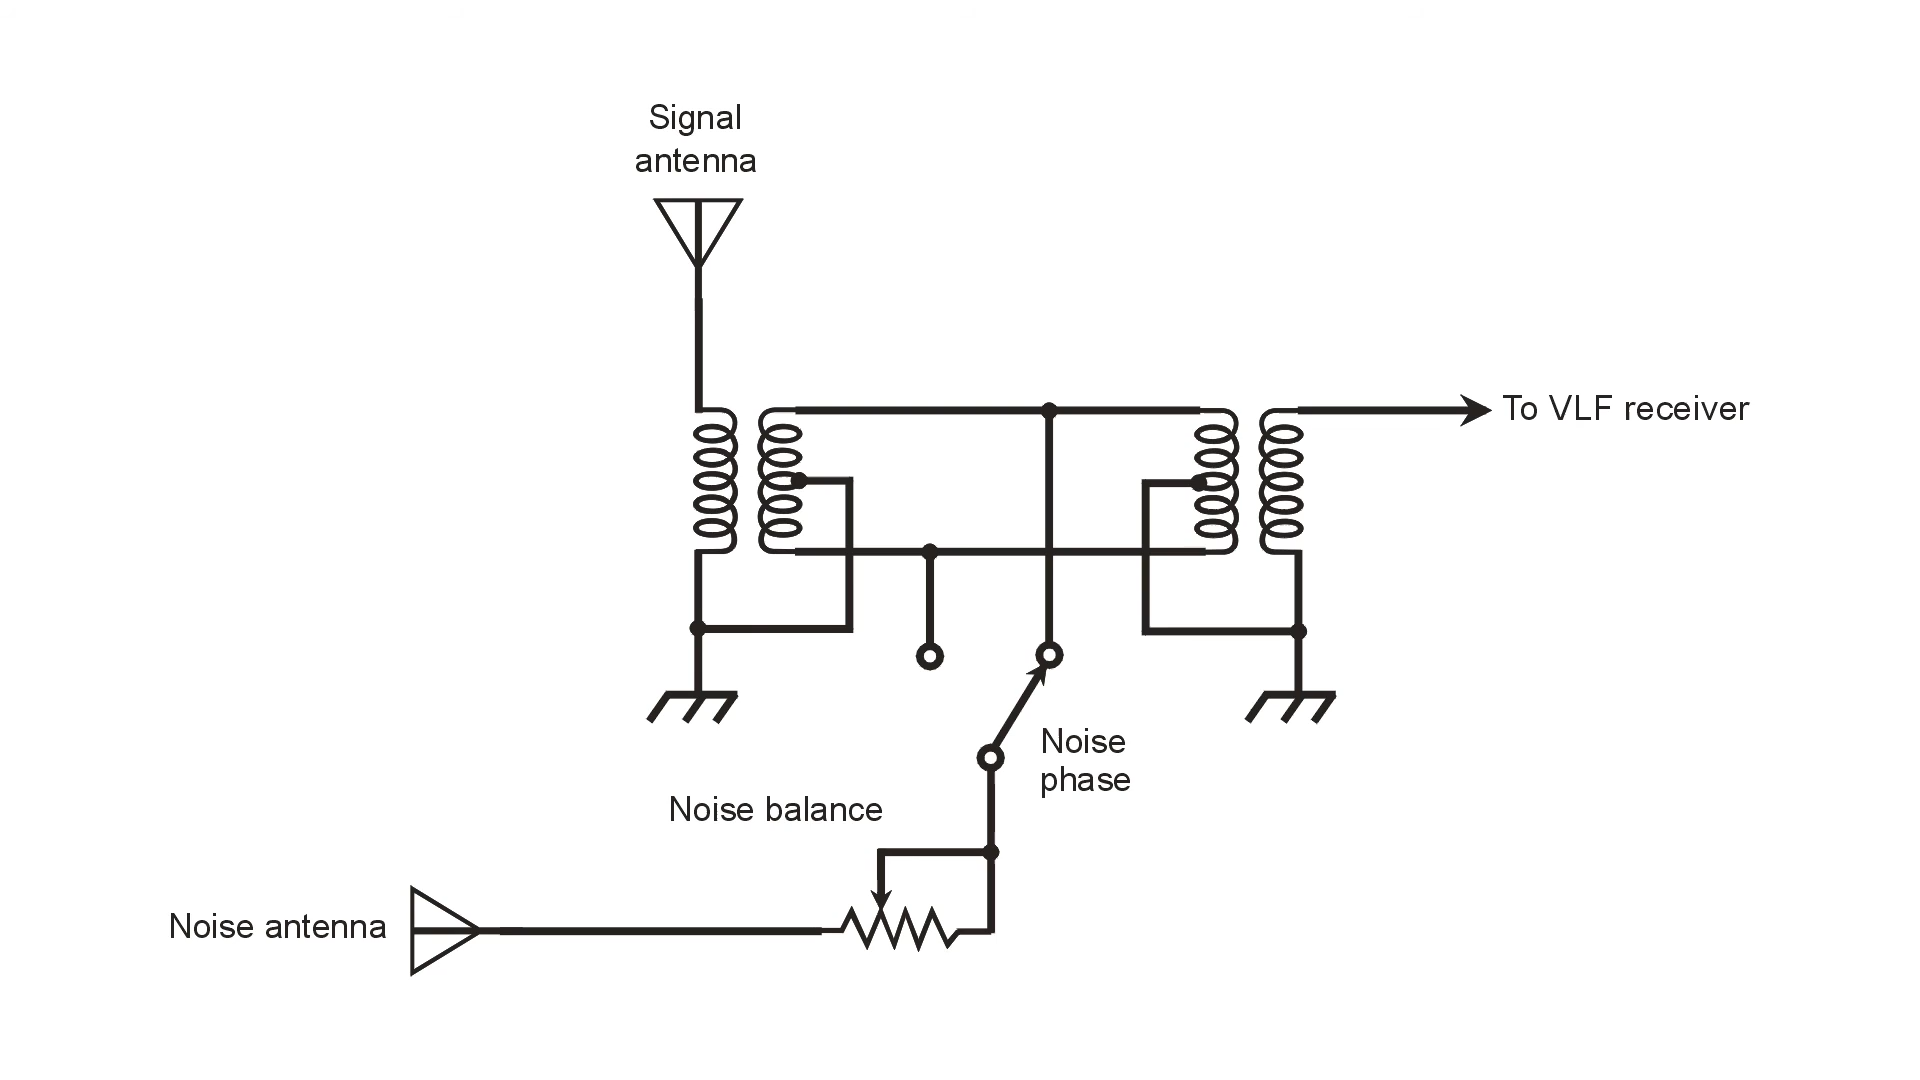 Signal
antenna
To VLF receiver
Noise
phase
Noise balance
Noise antenna